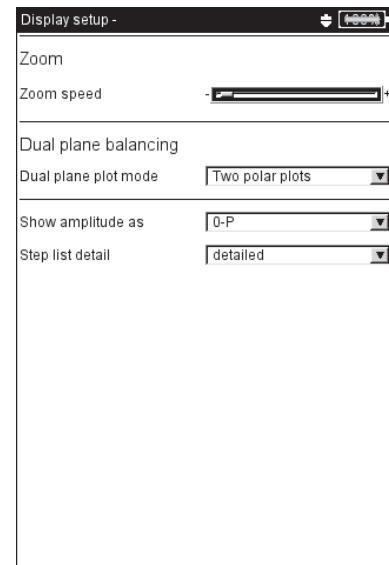 Display setup -
Zoom
Zoom speed - +
Dual plane balancing
Dual plane plot mode Two polar plots
Show amplitude as 0-P
Step list detail detailed